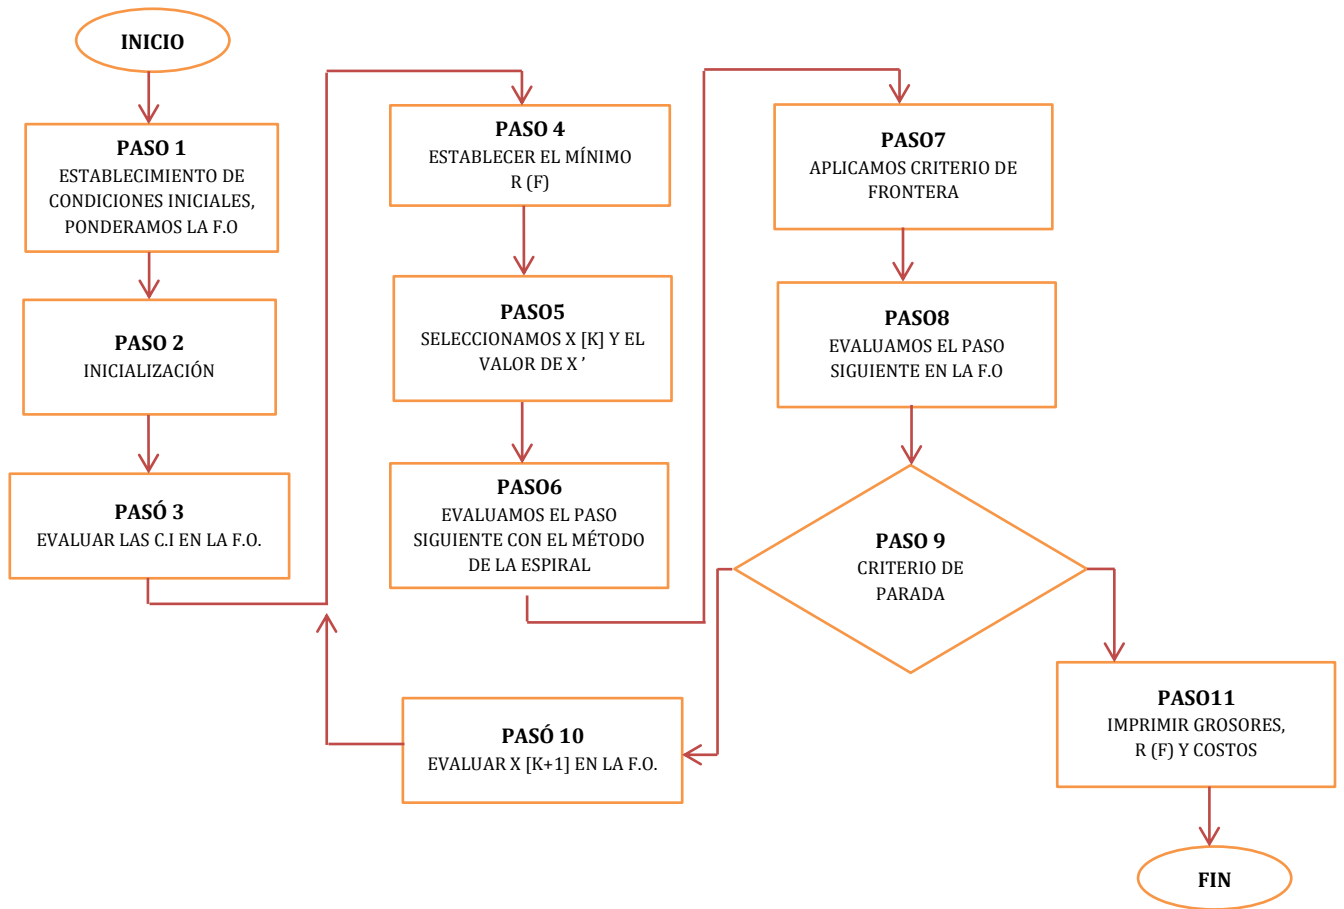 INICIO
PASO 1
ESTABLECIMIENTO DE
CONDICIONES INICIALES,
PONDERAMOS LA F.O
PASO 2
INICIALIZACIÓN
PASÓ 3
EVALUAR LAS C.I EN LA F.O.
PASO 4
ESTABLECER EL MÍNIMO
R (F)
PASO5
SELECCIONAMOS X [K] Y EL
VALOR DE X ’
PASO6
EVALUAMOS EL PASO
SIGUIENTE CON EL MÉTODO
DE LA ESPIRAL
PASO7
APLICAMOS CRITERIO DE
FRONTERA
PASO8
EVALUAMOS EL PASO
SIGUIENTE EN LA F.O
PASO 9
CRITERIO DE
PARADA
PASÓ 10
EVALUAR X [K+1] EN LA F.O.
PASO11
IMPRIMIR GROSORES,
R (F) Y COSTOS
FIN